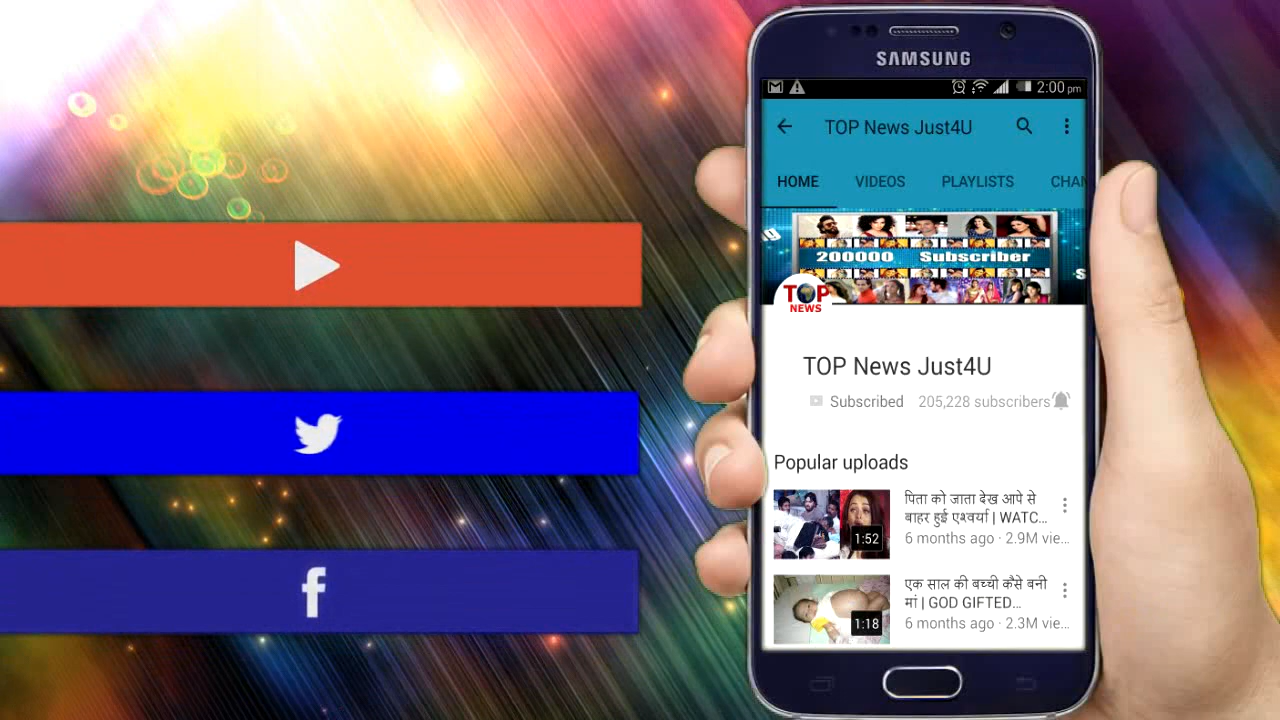 SAMSUNG
2:00 pm
TOP News Just4U
HOME VIDEOS PLAYLISTS CHAN
200000 Subscriber
TOP
NEWS
TOP News Just4U
Subscribed 205,228 subscribers
Popular uploads
पिता को जाता देख आपे से
बाहर हुई एश्वर्या | WATC...
6 months ago · 2.9M vie...
1:52
एक साल की बच्ची कैसे बनी
मां | GOD GIFTED...
6 months ago · 2.3M vie...
1:18